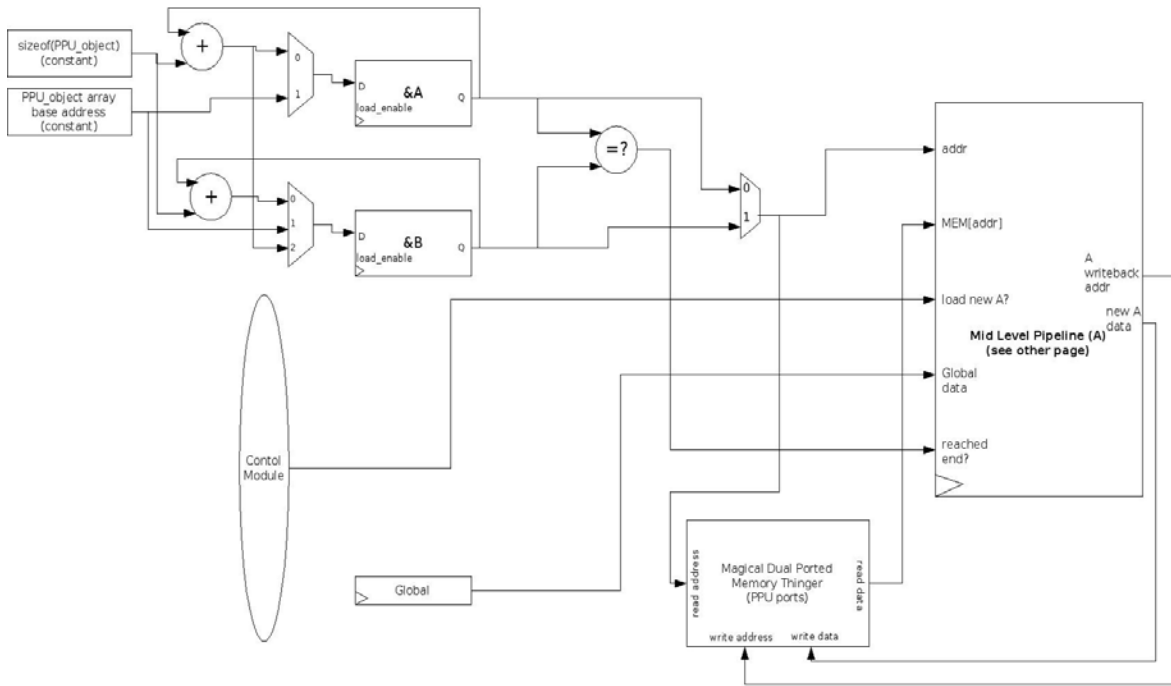 sizeof(PPU_object)
(constant)
PPU_object array
base address
(constant)
+
0
1
&A
D
Q
load_enable
+
0
1
2
&B
D
Q
load_enable
=?
0
1
addr
MEM[addr]
A
writeback
addr
load new A?
new A
data
Mid Level Pipeline (A)
(see other page)
Global
data
reached
end?
Contol
Module
Global
Magical Dual Ported
Memory Thinger
(PPU ports)
read address
read data
write address
write data